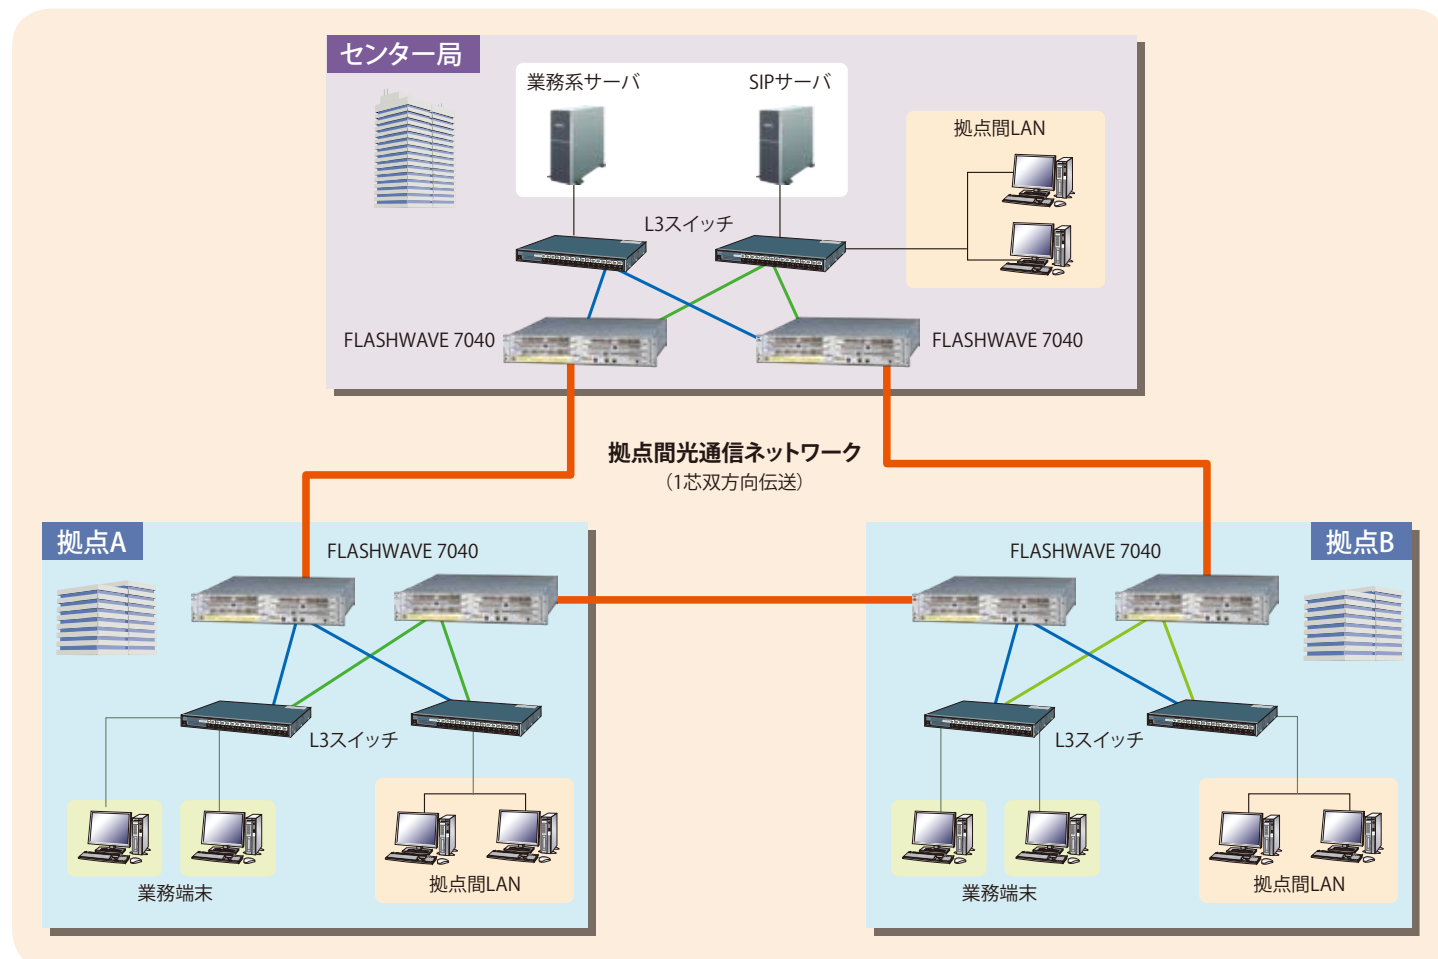 センター局
業務系サーバ
SIPサーバ
拠点間LAN
L3スイッチ
FLASHWAVE 7040
FLASHWAVE 7040
拠点間光通信ネットワーク
（1芯双方向伝送）
拠点A
FLASHWAVE 7040
L3スイッチ
業務端末
拠点間LAN
拠点B
FLASHWAVE 7040
L3スイッチ
業務端末
拠点間LAN